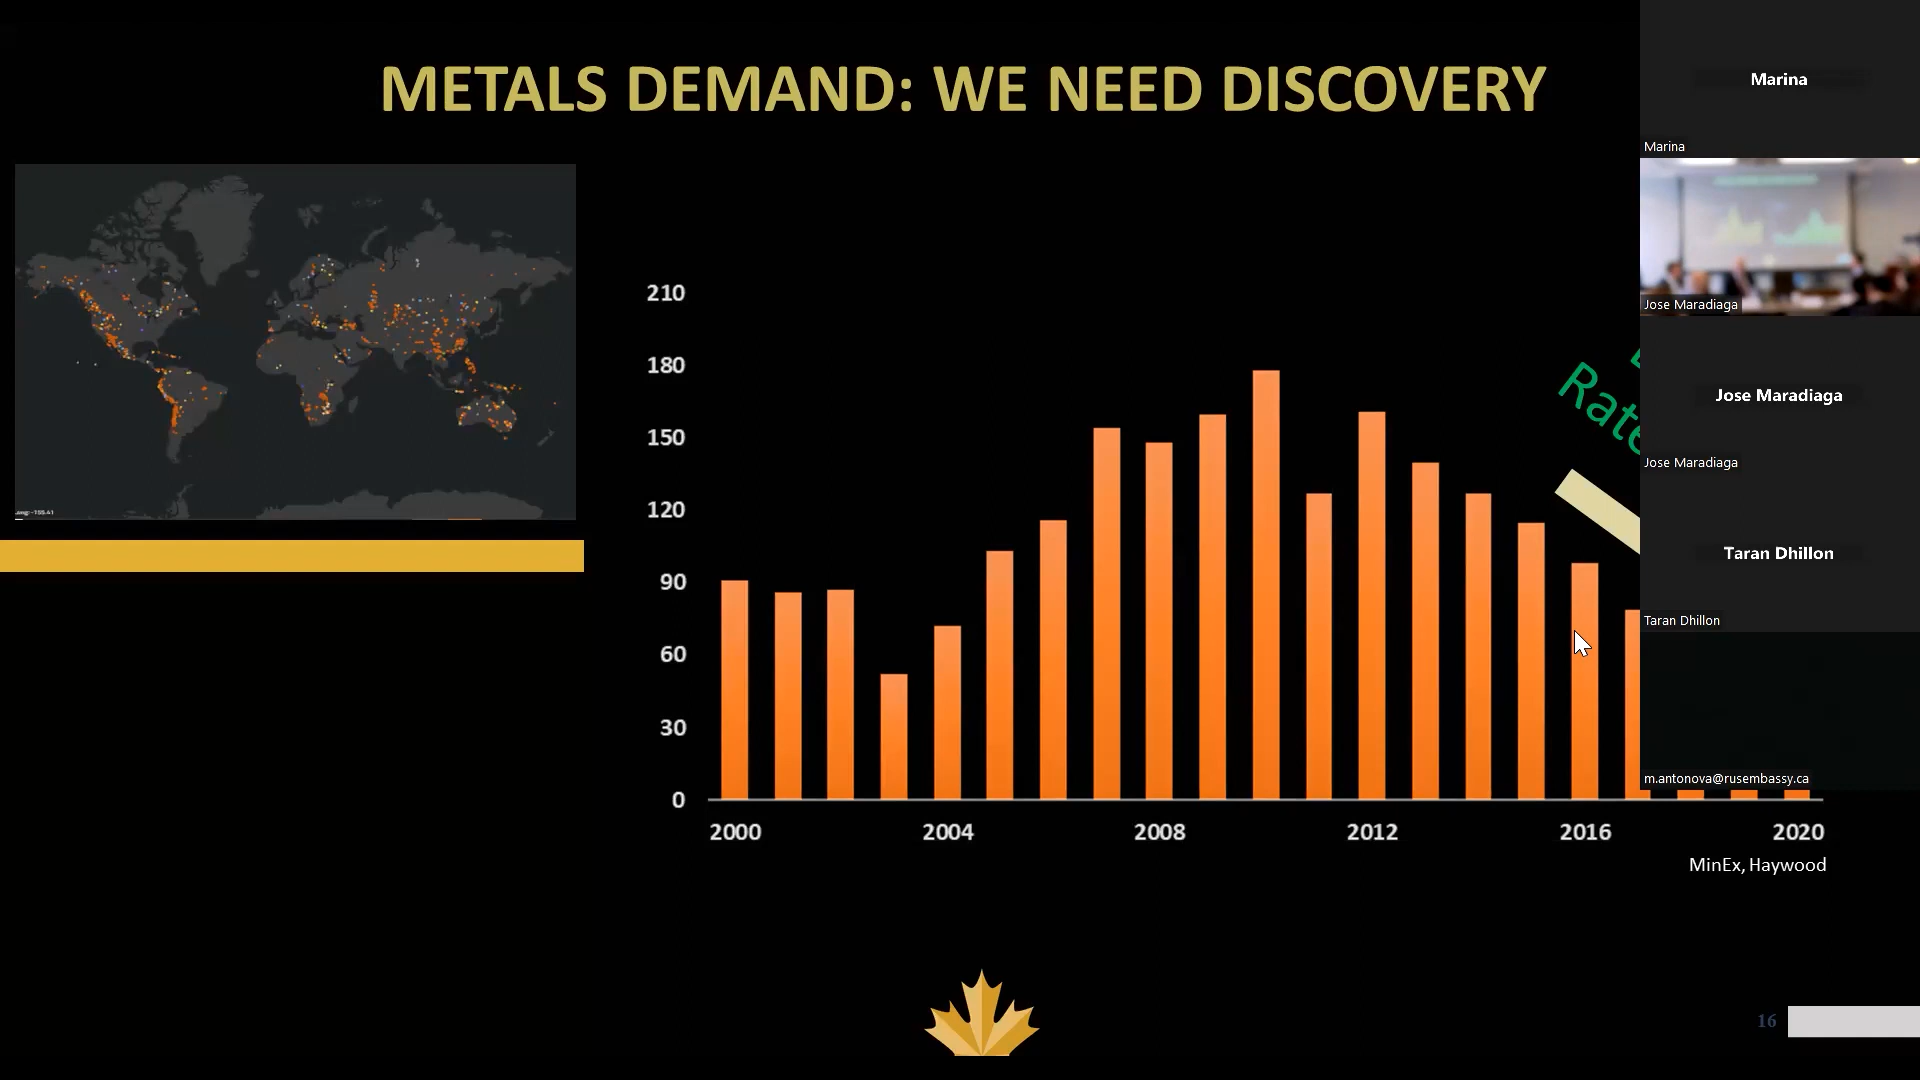 METALS DEMAND: WE NEED DISCOVERY
210
180
150
120
90
60
30
0
2000 2004 2008 2012 2016 2020
MinEx, Haywood
Rate
16
Marina
Marina
Jose Maradiaga
Jose Maradiaga
Jose Maradiaga
Taran Dhillon
Taran Dhillon
m.antonova@rusembassy.ca